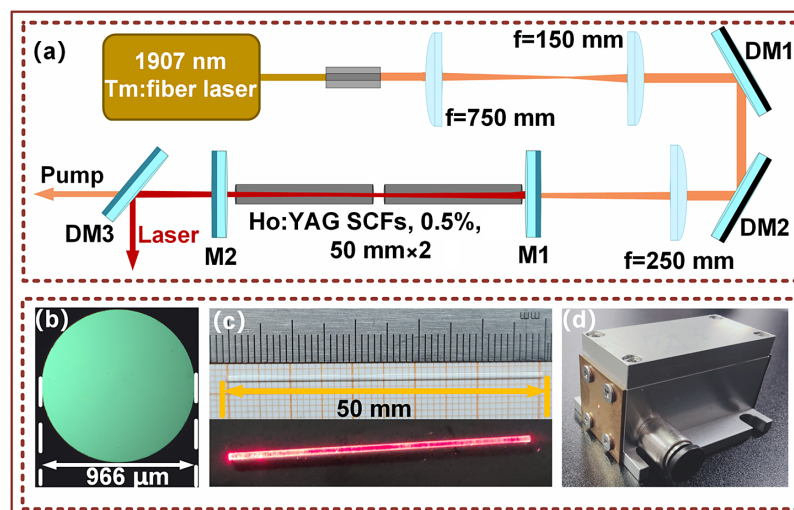 (a)
1907 nm
Tm:fiber laser
f=750 mm
f=150 mm
DM1
Pump
DM3
Laser
M2
Ho:YAG SCFs, 0.5%,
50 mm×2
M1
f=250 mm
DM2
(b)
966 µm
(c)
50 mm
(d)